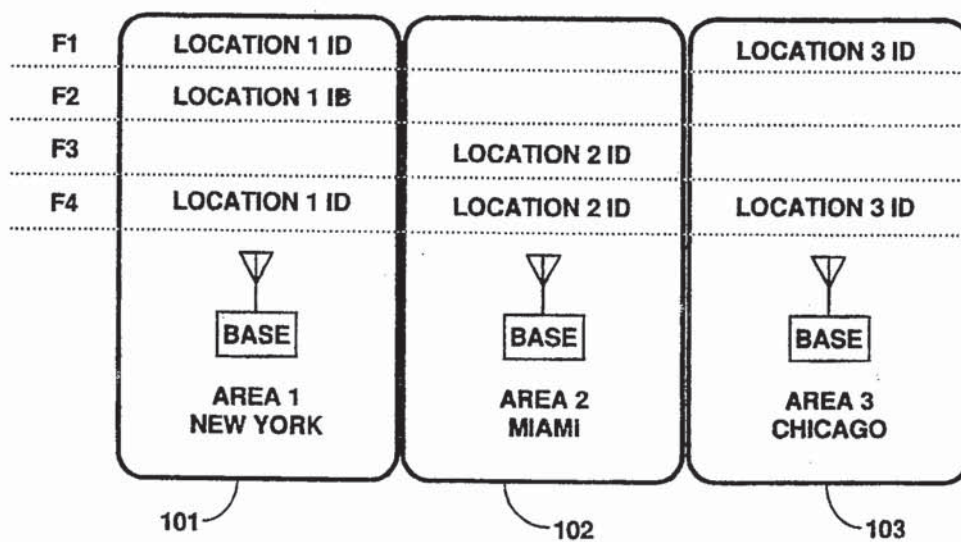 F1 LOCATION 1 ID LOCATION 3 ID
F2 LOCATION 1 IB
F3 LOCATION 2 ID
F4 LOCATION 1 ID LOCATION 2 ID LOCATION 3 ID
BASE BASE BASE
AREA 1 AREA 2 AREA 3
NEW YORK MIAMI CHICAGO
101 102 103